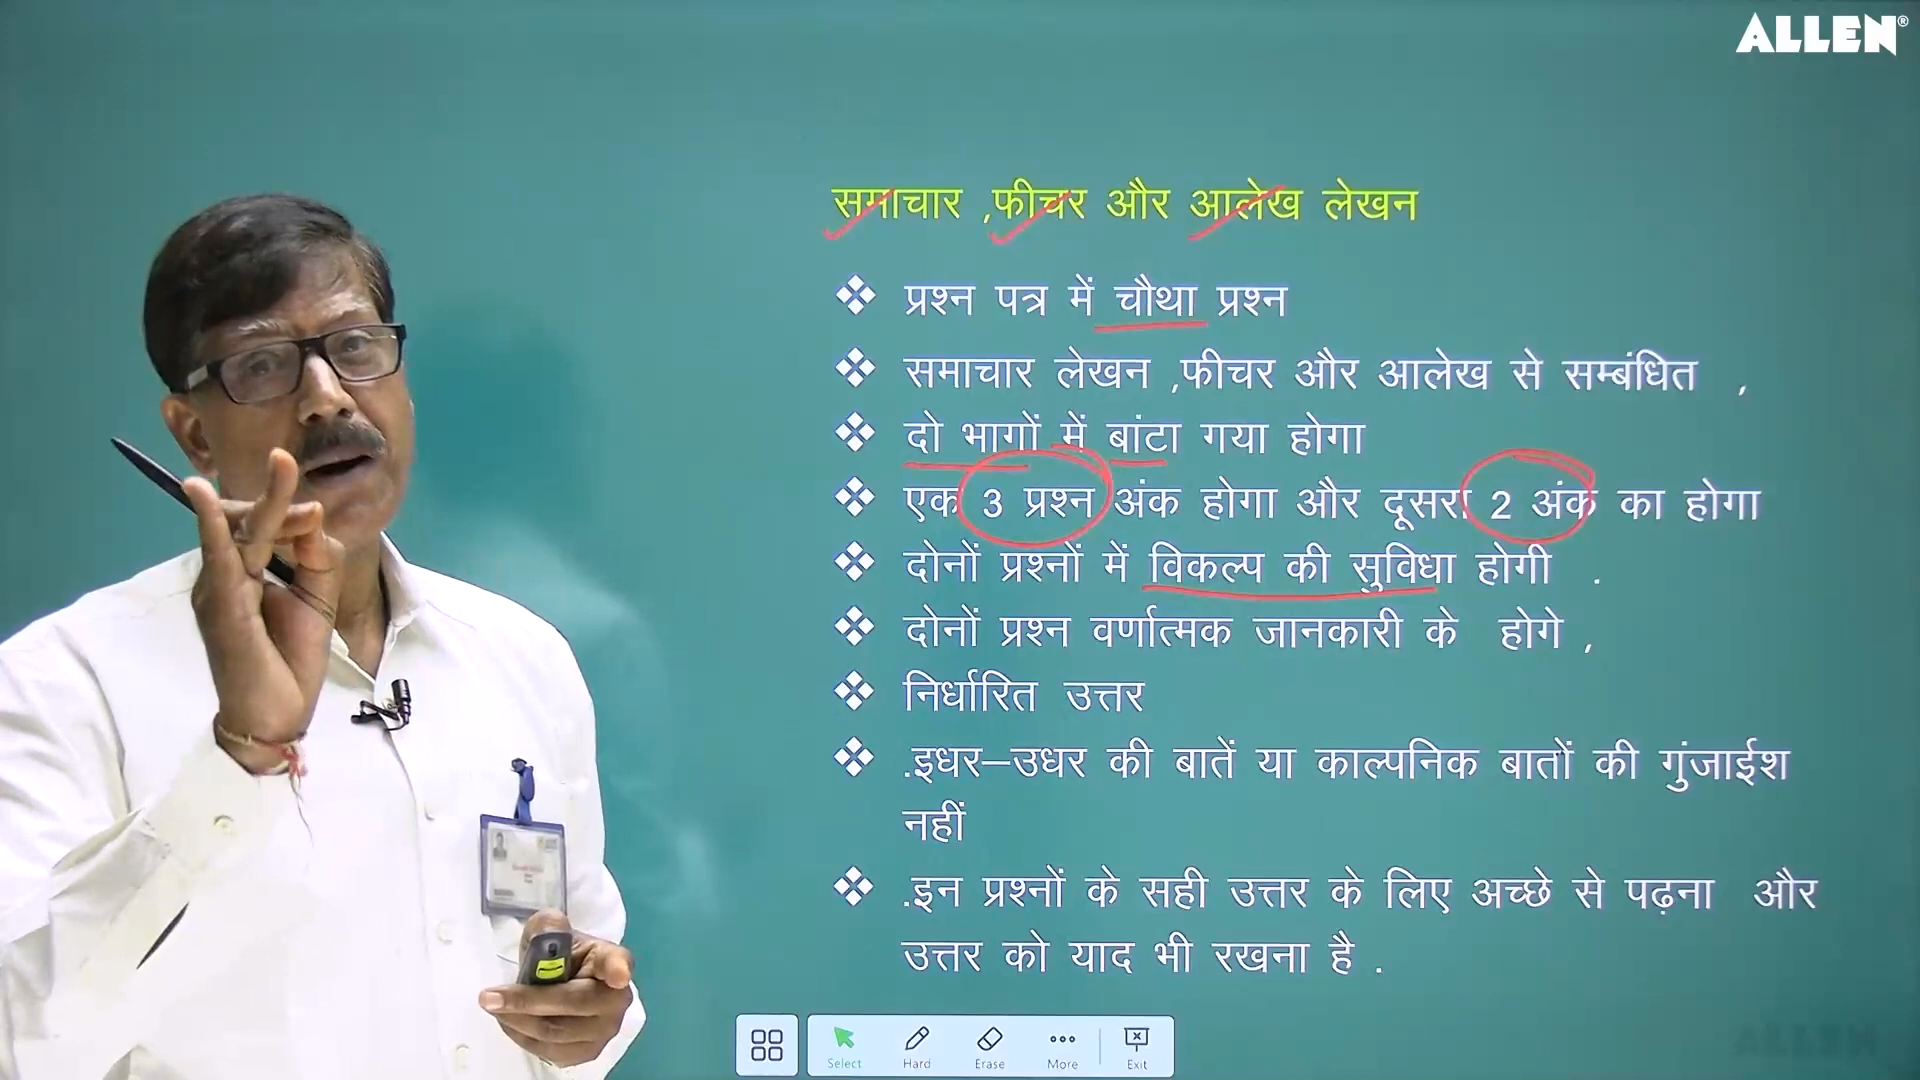 ALLEN®
समाचार ,फीचर और आलेख लेखन
❖ प्रश्न पत्र में चौथा प्रश्न
❖ समाचार लेखन ,फीचर और आलेख से सम्बंधित ,
❖ दो भागों में बांटा गया होगा
❖ एक 3 प्रश्न अंक होगा और दूसरा 2 अंक का होगा
❖ दोनों प्रश्नों में विकल्प की सुविधा होगी .
❖ दोनों प्रश्न वर्णात्मक जानकारी के होगे ,
❖ निर्धारित उत्तर
❖ .इधर–उधर की बातें या काल्पनिक बातों की गुंजाईश
नहीं
❖ .इन प्रश्नों के सही उत्तर के लिए अच्छे से पढ़ना और
उत्तर को याद भी रखना है .
Select Hard Erase More Exit
ALLEN